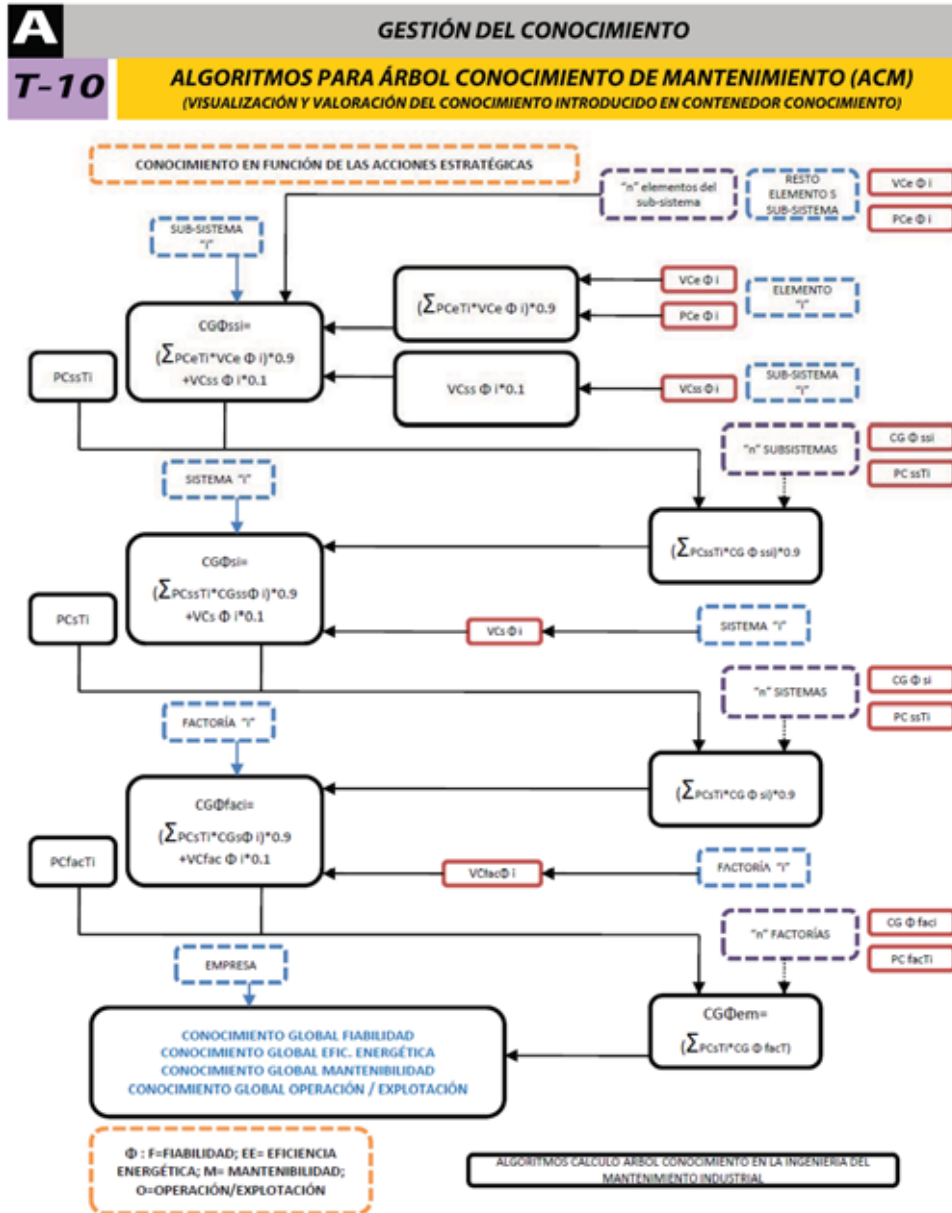 A
GESTIÓN DEL CONOCIMIENTO
T-10
ALGORITMOS PARA ÁRBOL CONOCIMIENTO DE MANTENIMIENTO (ACM)
(VISUALIZACIÓN Y VALORACIÓN DEL CONOCIMIENTO INTRODUCIDO EN CONTENEDOR CONOCIMIENTO)
CONOCIMIENTO EN FUNCIÓN DE LAS ACCIONES ESTRATÉGICAS
"n" elementos del
sub-sistema
RESTO
ELEMENTO S
SUB-SISTEMA
VCe Φ i
PCe Φ i
SUB-SISTEMA
"i"
CGΦssi=
(∑PCeTi*VCe Φ i)*0.9
+VCss Φ i*0.1
(∑PCeTi*VCe Φ i)*0.9
VCe Φ i
PCe Φ i
ELEMENTO
"i"
PCssTi
VCss Φ i*0.1
VCss Φ i
SUB-SISTEMA
"i"
"n" SUBSISTEMAS
CG Φ ssi
PC ssTi
SISTEMA "i"
CGΦsi=
(∑PCssTi*CGssΦ i)*0.9
+VCs Φ i*0.1
(∑PCssTi*CG Φ ssi)*0.9
PCsTi
VCs Φ i
SISTEMA "i"
"n" SISTEMAS
CG Φ si
PC ssTi
FACTORÍA "i"
CGΦfaci=
(∑PCsTi*CGsΦ i)*0.9
+VCfac Φ i*0.1
(∑PCsTi*CG Φ si)*0.9
PCfacTi
VCfacΦ i
FACTORÍA "i"
"n" FACTORÍAS
CG Φ faci
PC facTi
EMPRESA
CONOCIMIENTO GLOBAL FIABILIDAD
CONOCIMIENTO GLOBAL EFIC. ENERGÉTICA
CONOCIMIENTO GLOBAL MANTENIBILIDAD
CONOCIMIENTO GLOBAL OPERACIÓN / EXPLOTACIÓN
CGΦem=
(∑PCsTi*CG Φ facT)
Φ : F=FIABILIDAD; EE= EFICIENCIA
ENERGÉTICA; M= MANTENIBILIDAD;
O=OPERACIÓN/EXPLOTACIÓN
ALGORITMOS CALCULO ARBOL CONOCIMIENTO EN LA INGENIERIA DEL
MANTENIMIENTO INDUSTRIAL